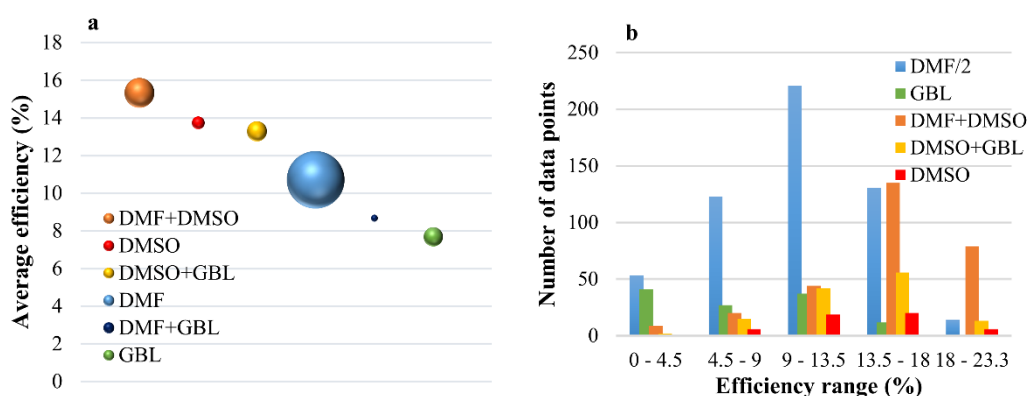 a
18
16
14
12
10
8
6
4
2
0
Average efficiency (%)
DMF+DMSO
DMSO
DMSO+GBL
DMF
DMF+GBL
GBL
b
250
200
150
100
50
0
Number of data points
DMF/2
GBL
DMF+DMSO
DMSO+GBL
DMSO
0 - 4.5 4.5 - 9 9 - 13.5 13.5 - 18 18 - 23.3
Efficiency range (%)